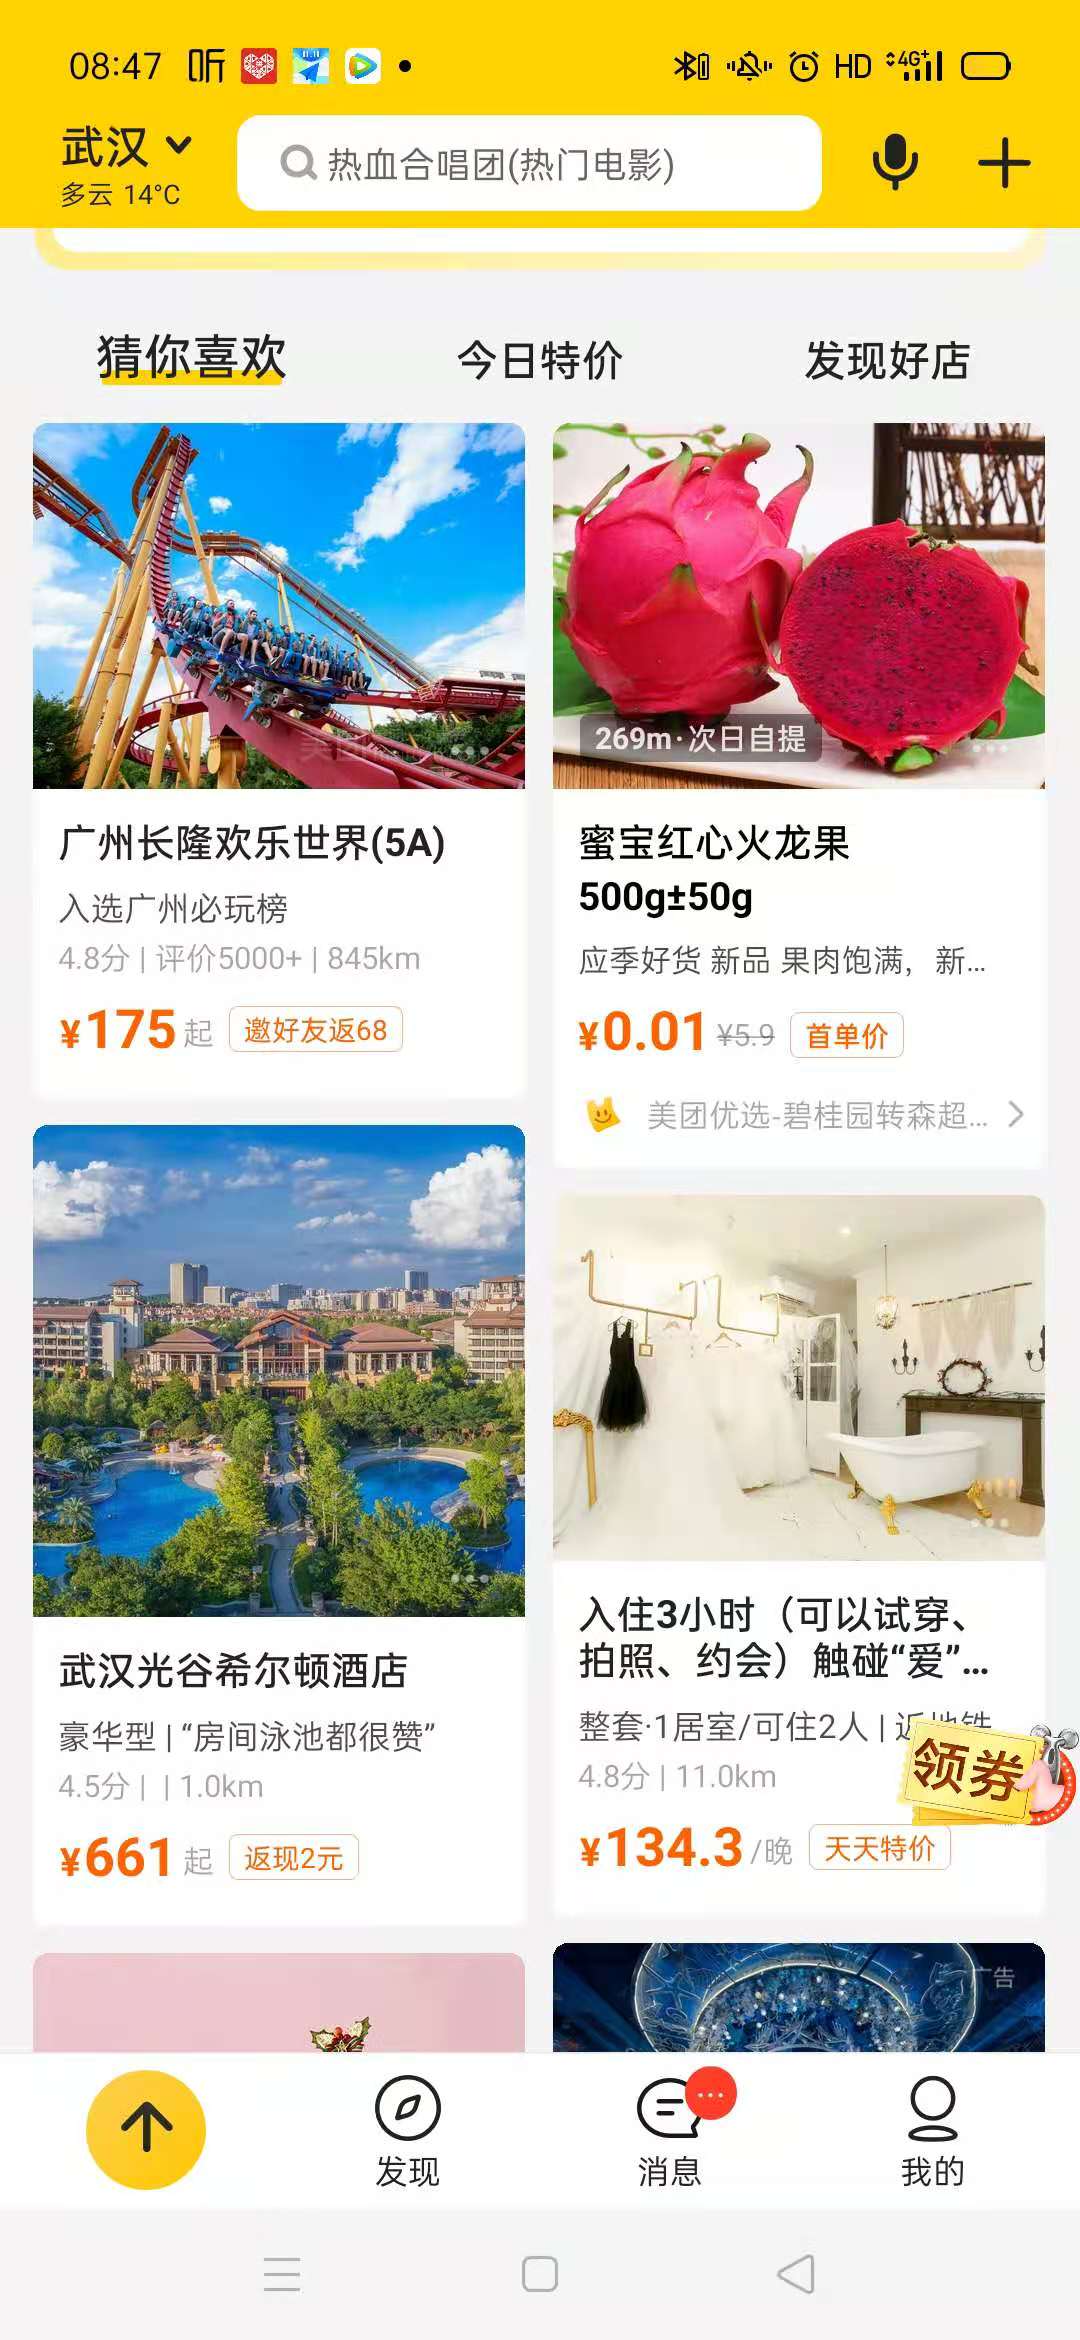 08:47 听 HD 4G+
武汉
多云 14°C
热血合唱团(热门电影)
猜你喜欢 今日特价 发现好店
广州长隆欢乐世界(5A)
入选广州必玩榜
4.8分 | 评价5000+ | 845km
¥175起 邀好友返68
269m·次日自提
蜜宝红心火龙果
500g±50g
应季好货 新品 果肉饱满，新...
¥0.01 ¥5.9 首单价
美团优选-碧桂园转森超...
武汉光谷希尔顿酒店
豪华型 | “房间泳池都很赞”
4.5分 | | 1.0km
¥661起 返现2元
入住3小时（可以试穿、
拍照、约会）触碰“爱”...
整套·1居室/可住2人 | 近地铁
4.8分 | 11.0km
¥134.3/晚 天天特价
领券
广告
发现 消息 我的